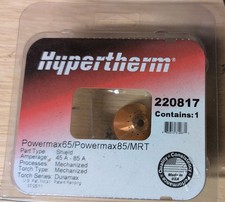 Hypertherm
220817
Contains: 1
Powermax65/Powermax85/MRT
Part Type: Shield
Amperage: 45 A - 85 A
Processes: Mechanized
Torch Type: Mechanized
Torch Series: Duramax
Made in
USA